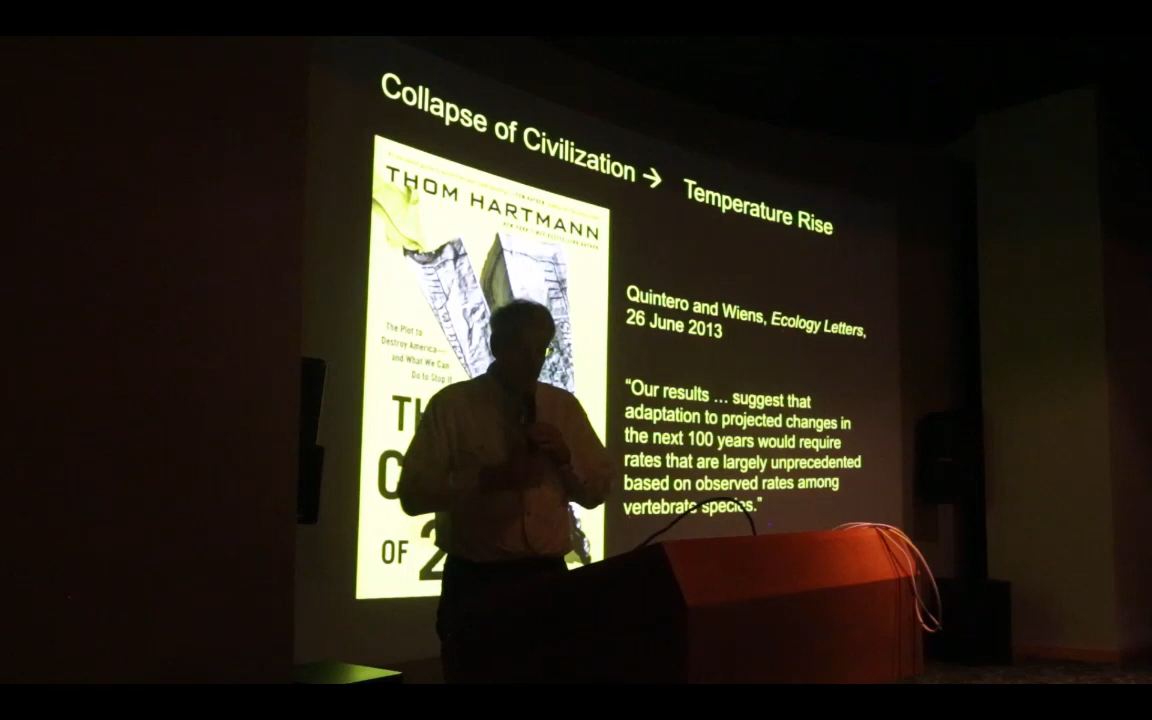 Collapse of Civilization → Temperature Rise
THOM HARTMANN
Quintero and Wiens, Ecology Letters,
26 June 2013
The Plot to
Destroy America—
and What We Can
Do to Stop It
“Our results … suggest that
adaptation to projected changes in
the next 100 years would require
rates that are largely unprecedented
based on observed rates among
vertebrate species.”
OF 2